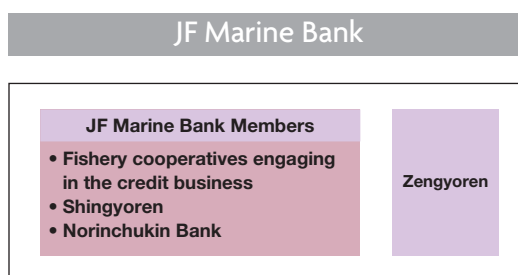 JF Marine Bank
JF Marine Bank Members
• Fishery cooperatives engaging
in the credit business
• Shingyoren
• Norinchukin Bank
Zengyoren